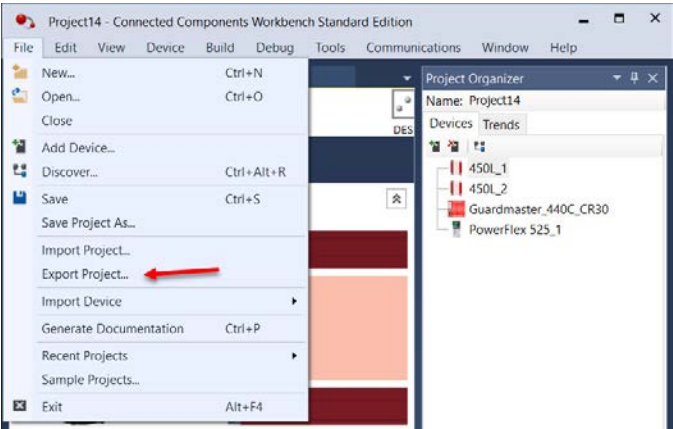 Project14 - Connected Components Workbench Standard Edition
File Edit View Device Build Debug Tools Communications Window Help
New... Ctrl+N
Open... Ctrl+O
Close
Add Device...
Discover... Ctrl+Alt+R
Save Ctrl+S
Save Project As...
Import Project...
Export Project...
Import Device
Generate Documentation Ctrl+P
Recent Projects
Sample Projects...
Exit Alt+F4
DES
Project Organizer
Name: Project14
Devices Trends
450L_1
450L_2
Guardmaster_440C_CR30
PowerFlex 525_1